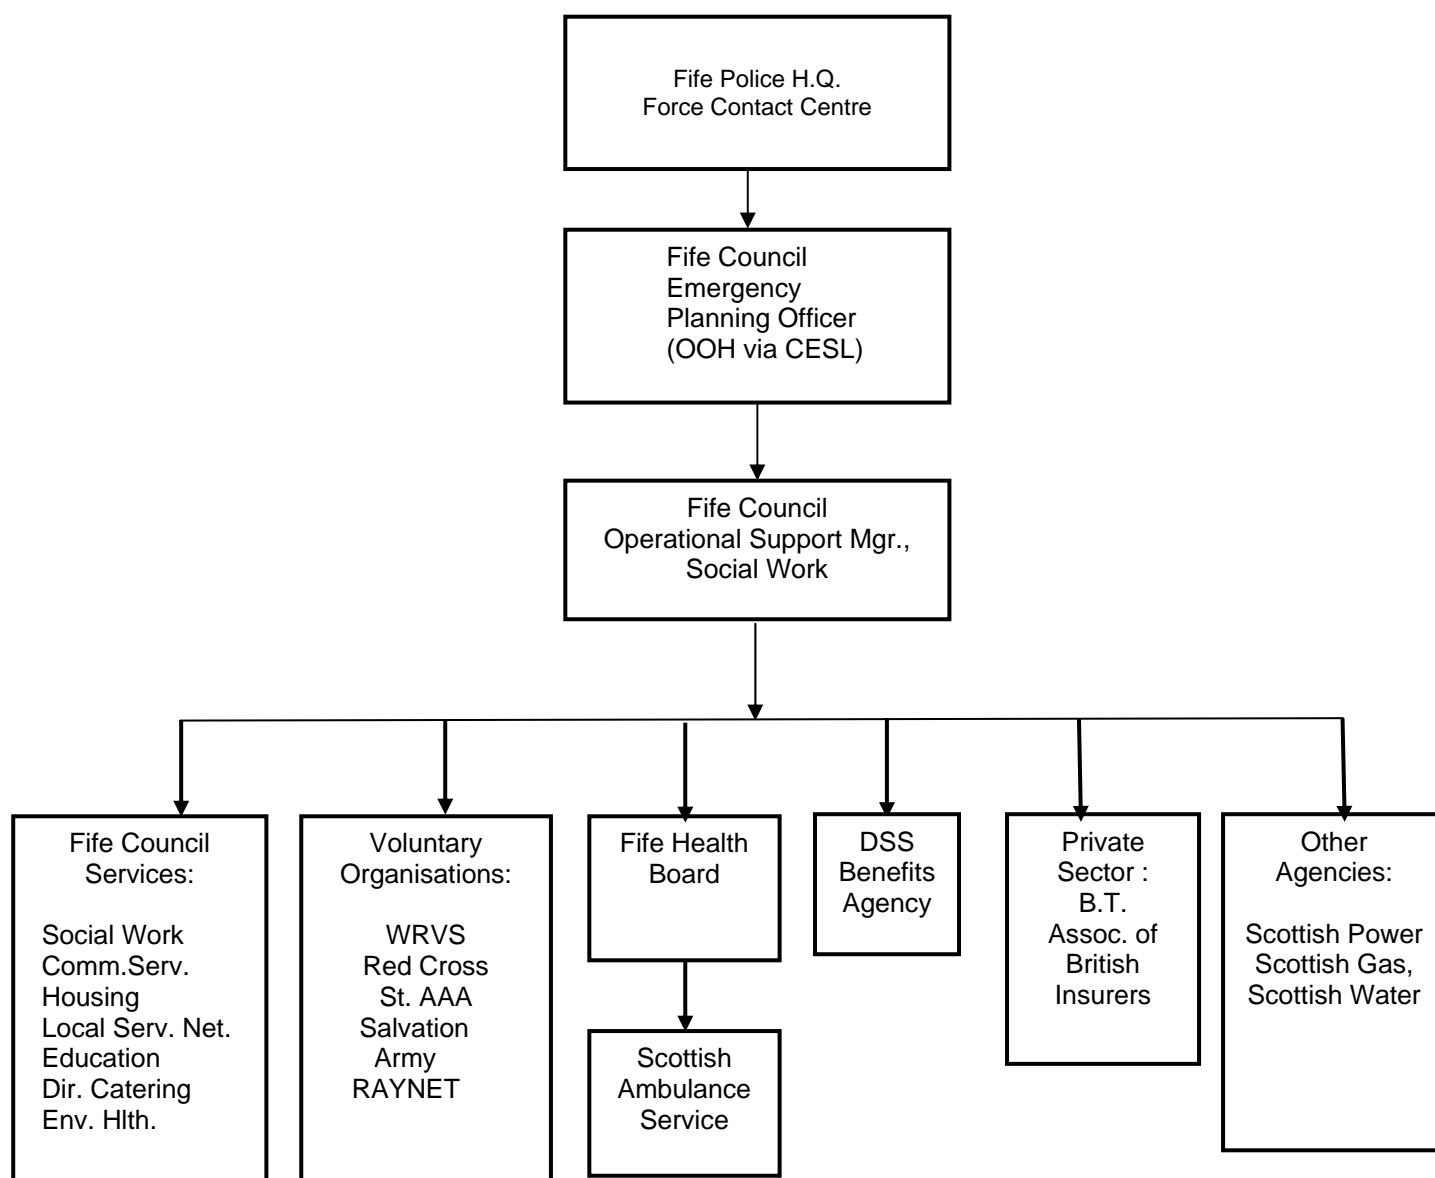 Fife Police H.Q.
Force Contact Centre
Fife Council
Emergency
Planning Officer
(OOH via CESL)
Fife Council
Operational Support Mgr.,
Social Work
Fife Council
Services:
Social Work
Comm.Serv.
Housing
Local Serv. Net.
Education
Dir. Catering
Env. Hlth.
Voluntary
Organisations:
WRVS
Red Cross
St. AAA
Salvation
Army
RAYNET
Fife Health
Board
Scottish
Ambulance
Service
DSS
Benefits
Agency
Private
Sector :
B.T.
Assoc. of
British
Insurers
Other
Agencies:
Scottish Power
Scottish Gas,
Scottish Water